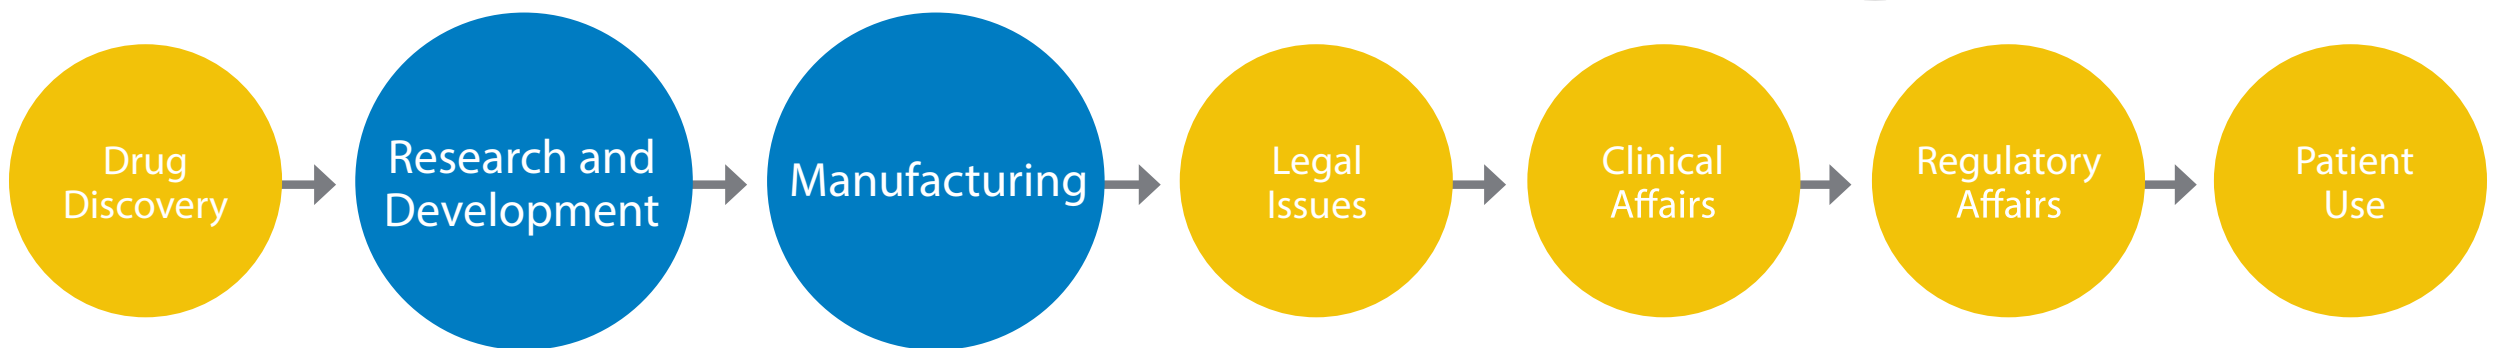 Drug
Discovery
Research and
Development
Manufacturing
Legal
Issues
Clinical
Affairs
Regulatory
Affairs
Patient
Use